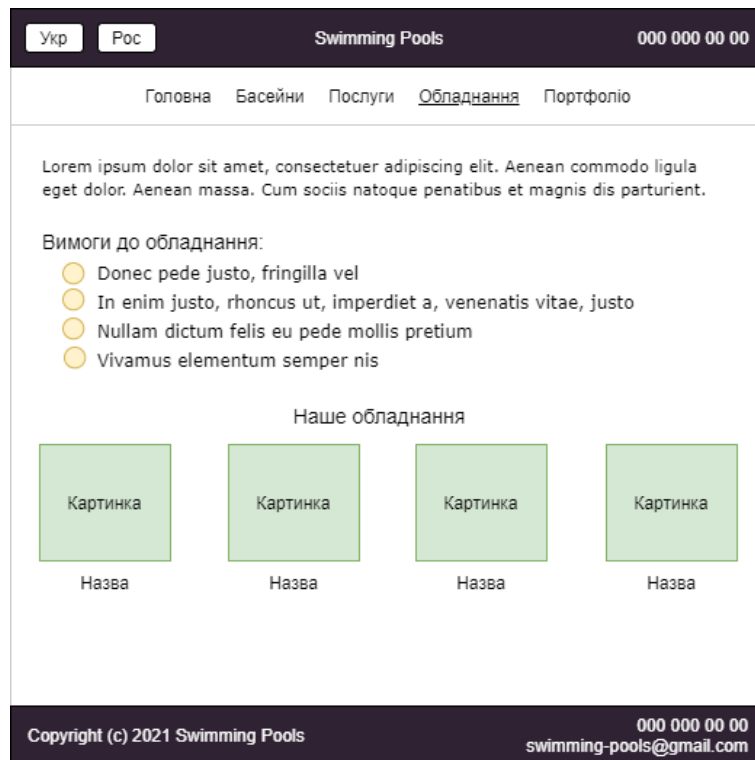 Укр Рос Swimming Pools 000 000 00 00
Головна Басейни Послуги Обладнання Портфоліо
Lorem ipsum dolor sit amet, consectetuer adipiscing elit. Aenean commodo ligula
eget dolor. Aenean massa. Cum sociis natoque penatibus et magnis dis parturient.
Вимоги до обладнання:
Donec pede justo, fringilla vel
In enim justo, rhoncus ut, imperdiet a, venenatis vitae, justo
Nullam dictum felis eu pede mollis pretium
Vivamus elementum semper nis
Наше обладнання
Картинка Картинка Картинка Картинка
Назва Назва Назва Назва
Copyright (c) 2021 Swimming Pools
000 000 00 00
swimming-pools@gmail.com